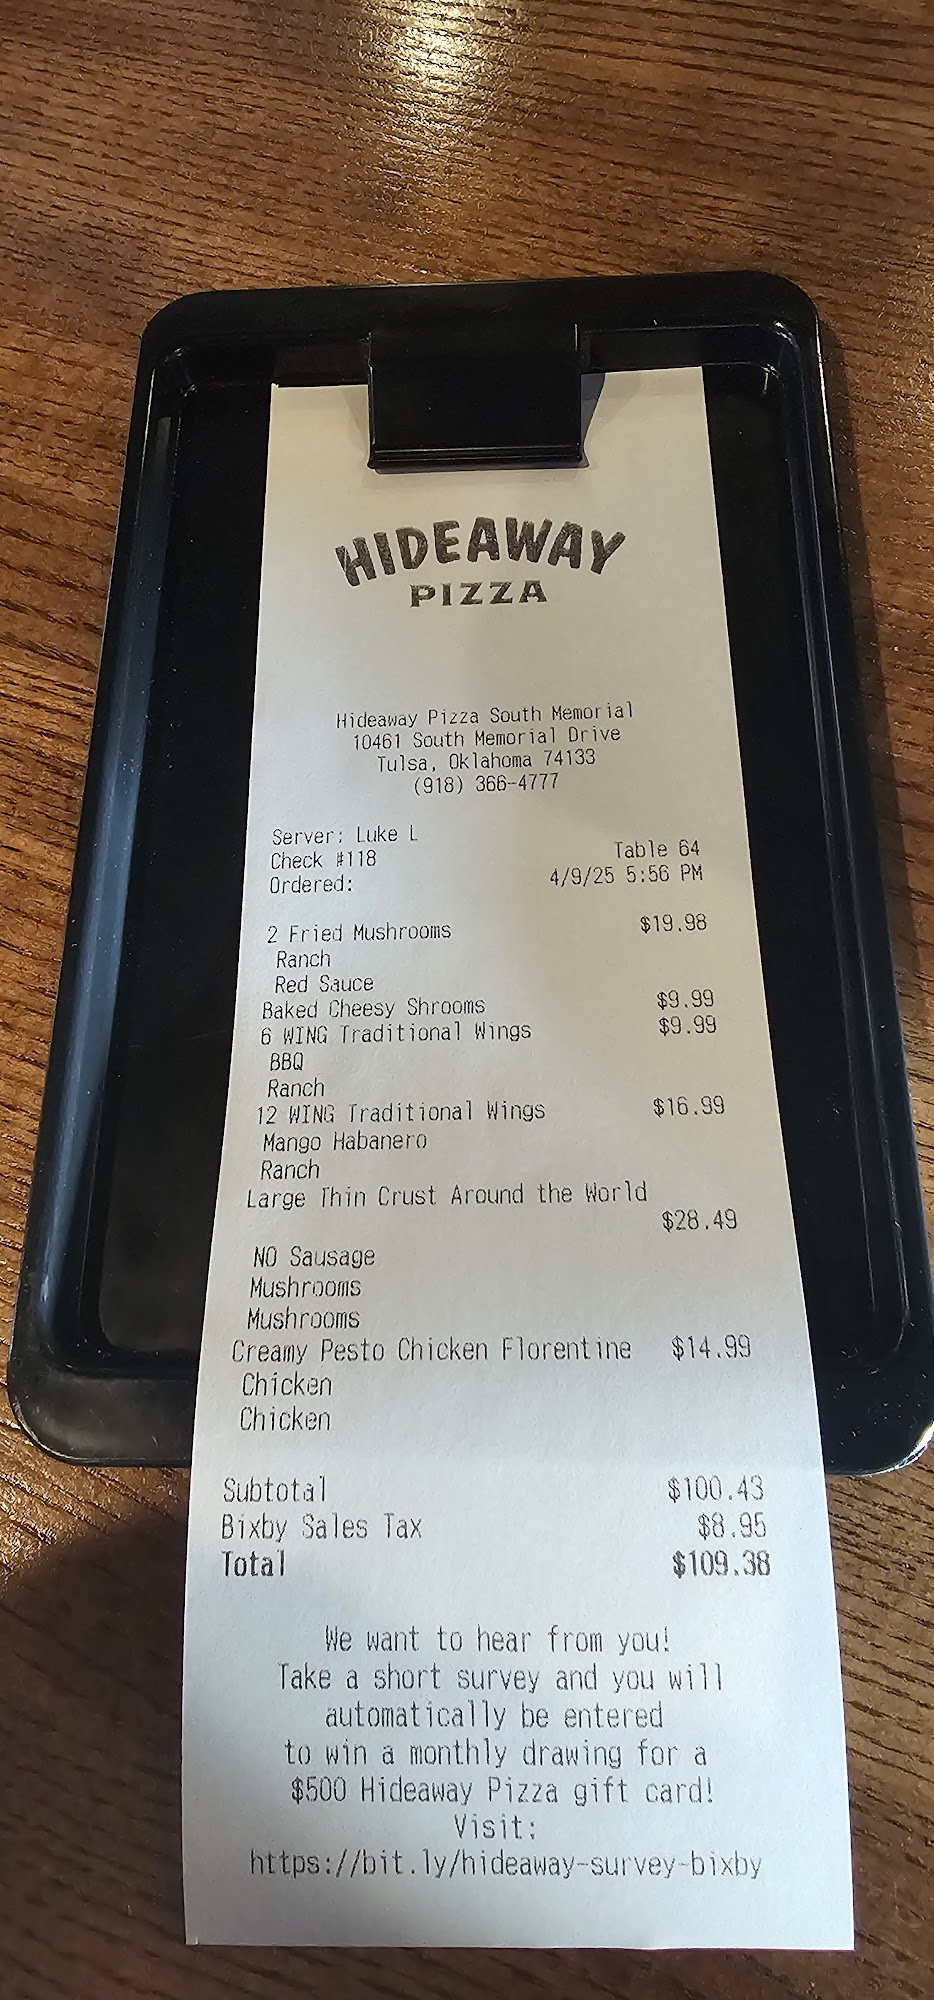 HIDEAWAY
PIZZA
Hideaway Pizza South Memorial
10461 South Memorial Drive
Tulsa, Oklahoma 74133
(918) 366-4777
Server: Luke L
Check #118 Table 64
Ordered: 4/9/25 5:56 PM
2 Fried Mushrooms $19.98
Ranch
Red Sauce
Baked Cheesy Shrooms $9.99
6 WING Traditional Wings $9.99
BBQ
Ranch
12 WING Traditional Wings $16.99
Mango Habanero
Ranch
Large Thin Crust Around the World
$28.49
NO Sausage
Mushrooms
Mushrooms
Creamy Pesto Chicken Florentine $14.99
Chicken
Chicken
Subtotal $100.43
Bixby Sales Tax $8.95
Total $109.38
We want to hear from you!
Take a short survey and you will
automatically be entered
to win a monthly drawing for a
$500 Hideaway Pizza gift card!
Visit:
https://bit.ly/hideaway-survey-bixby